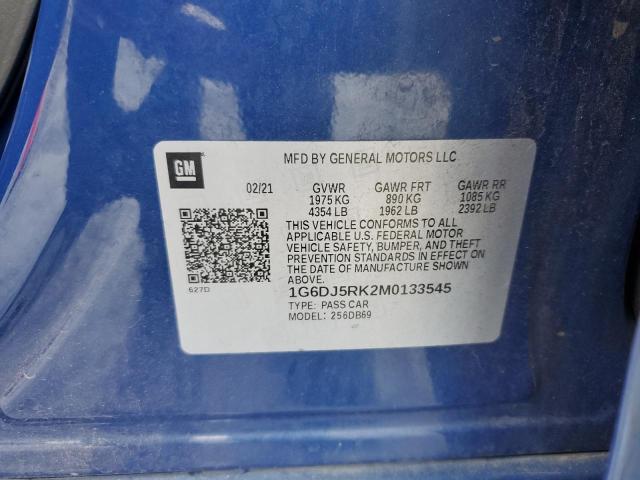 GM
MFD BY GENERAL MOTORS LLC
02/21 GVWR GAWR FRT GAWR RR
1975 KG 890 KG 1085 KG
4354 LB 1962 LB 2392 LB
THIS VEHICLE CONFORMS TO ALL
APPLICABLE U.S. FEDERAL MOTOR
VEHICLE SAFETY, BUMPER, AND THEFT
PREVENTION STANDARDS IN EFFECT ON
THE DATE OF MANUFACTURE SHOWN
ABOVE.
627D
1G6DJ5RK2M0133545
TYPE: PASS CAR
MODEL: 256DB69